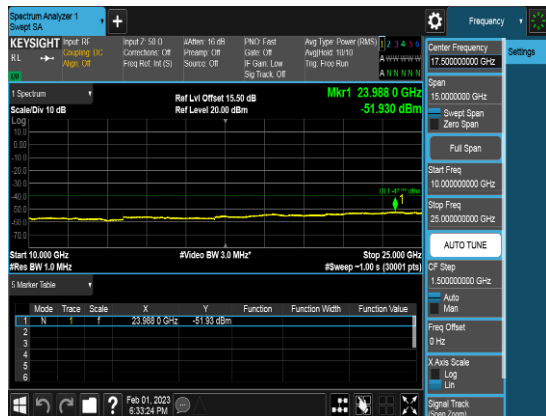 Spectrum Analyzer 1
Swept SA
+
Frequency
KEYSIGHT
RL
Input: RF
Coupling: DC
Align: Off
Input Z: 50 Ω
Corrections: Off
Freq Ref: Int (S)
#Atten: 16 dB
Preamp: Off
Source: Off
PNO: Fast
Gate: Off
IF Gain: Low
Sig Track: Off
Avg Type: Power (RMS)
Avg|Hold: 10/10
Trig: Free Run
1 2 3 4 5 6
A W W W W W
A N N N N N
1 Spectrum
Scale/Div 10 dB
Ref Lvl Offset 15.50 dB
Ref Level 20.00 dBm
Mkr1 23.988 0 GHz
-51.930 dBm
Log
10.0
0.00
-10.0
-20.0
-30.0
-40.0
-50.0
-60.0
-70.0
1
Start 10.000 GHz
#Res BW 1.0 MHz
#Video BW 3.0 MHz*
Stop 25.000 GHz
#Sweep ~1.00 s (30001 pts)
5 Marker Table
Mode Trace Scale X Y Function Function Width Function Value
1 N 1 f 23.988 0 GHz -51.93 dBm
2
3
4
5
6
Feb 01, 2023
6:33:24 PM
?
Center Frequency
17.500000000 GHz
Settings
Span
15.0000000 GHz
Swept Span
Zero Span
Full Span
Start Freq
10.000000000 GHz
Stop Freq
25.000000000 GHz
AUTO TUNE
CF Step
1.500000000 GHz
Auto
Man
Freq Offset
0 Hz
X Axis Scale
Log
Lin
Signal Track
(Span Zoom)